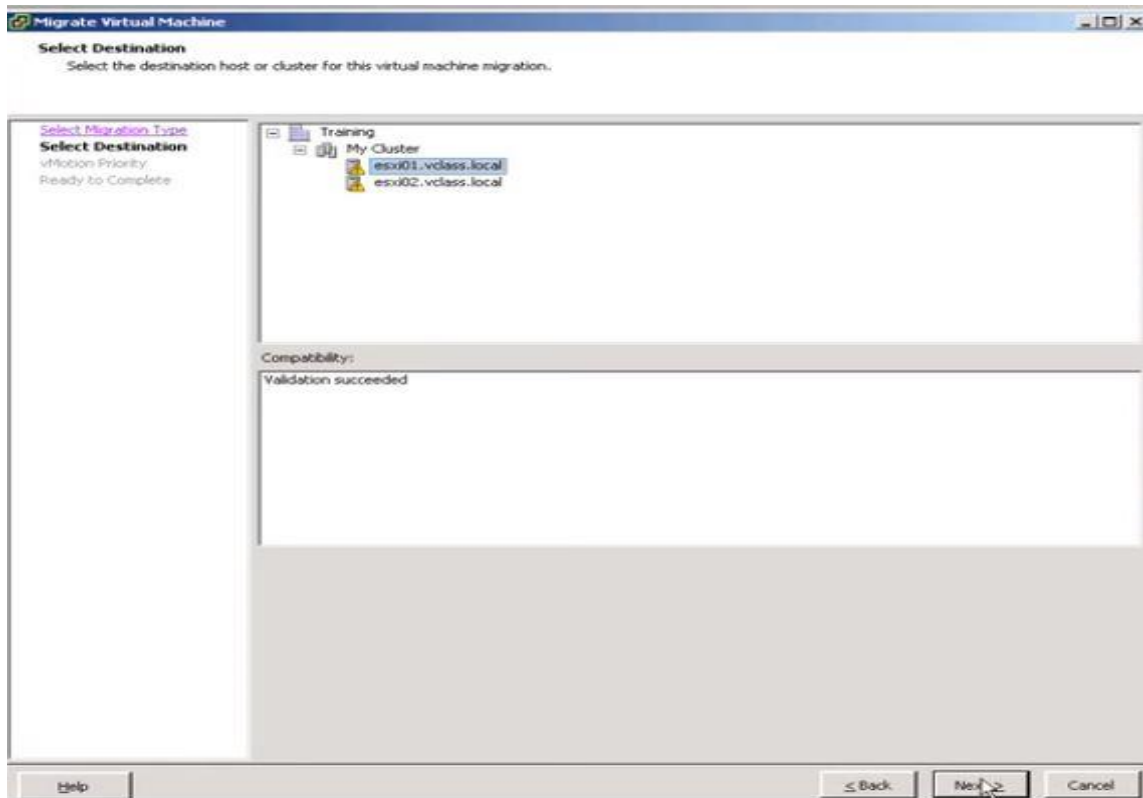 Migrate Virtual Machine
Select Destination
Select the destination host or cluster for this virtual machine migration.
Select Migration Type
Select Destination
vMotion Priority
Ready to Complete
Training
My Cluster
esxi01.vclass.local
esxi02.vclass.local
Compatibility:
Validation succeeded
Help
< Back
Next >
Cancel